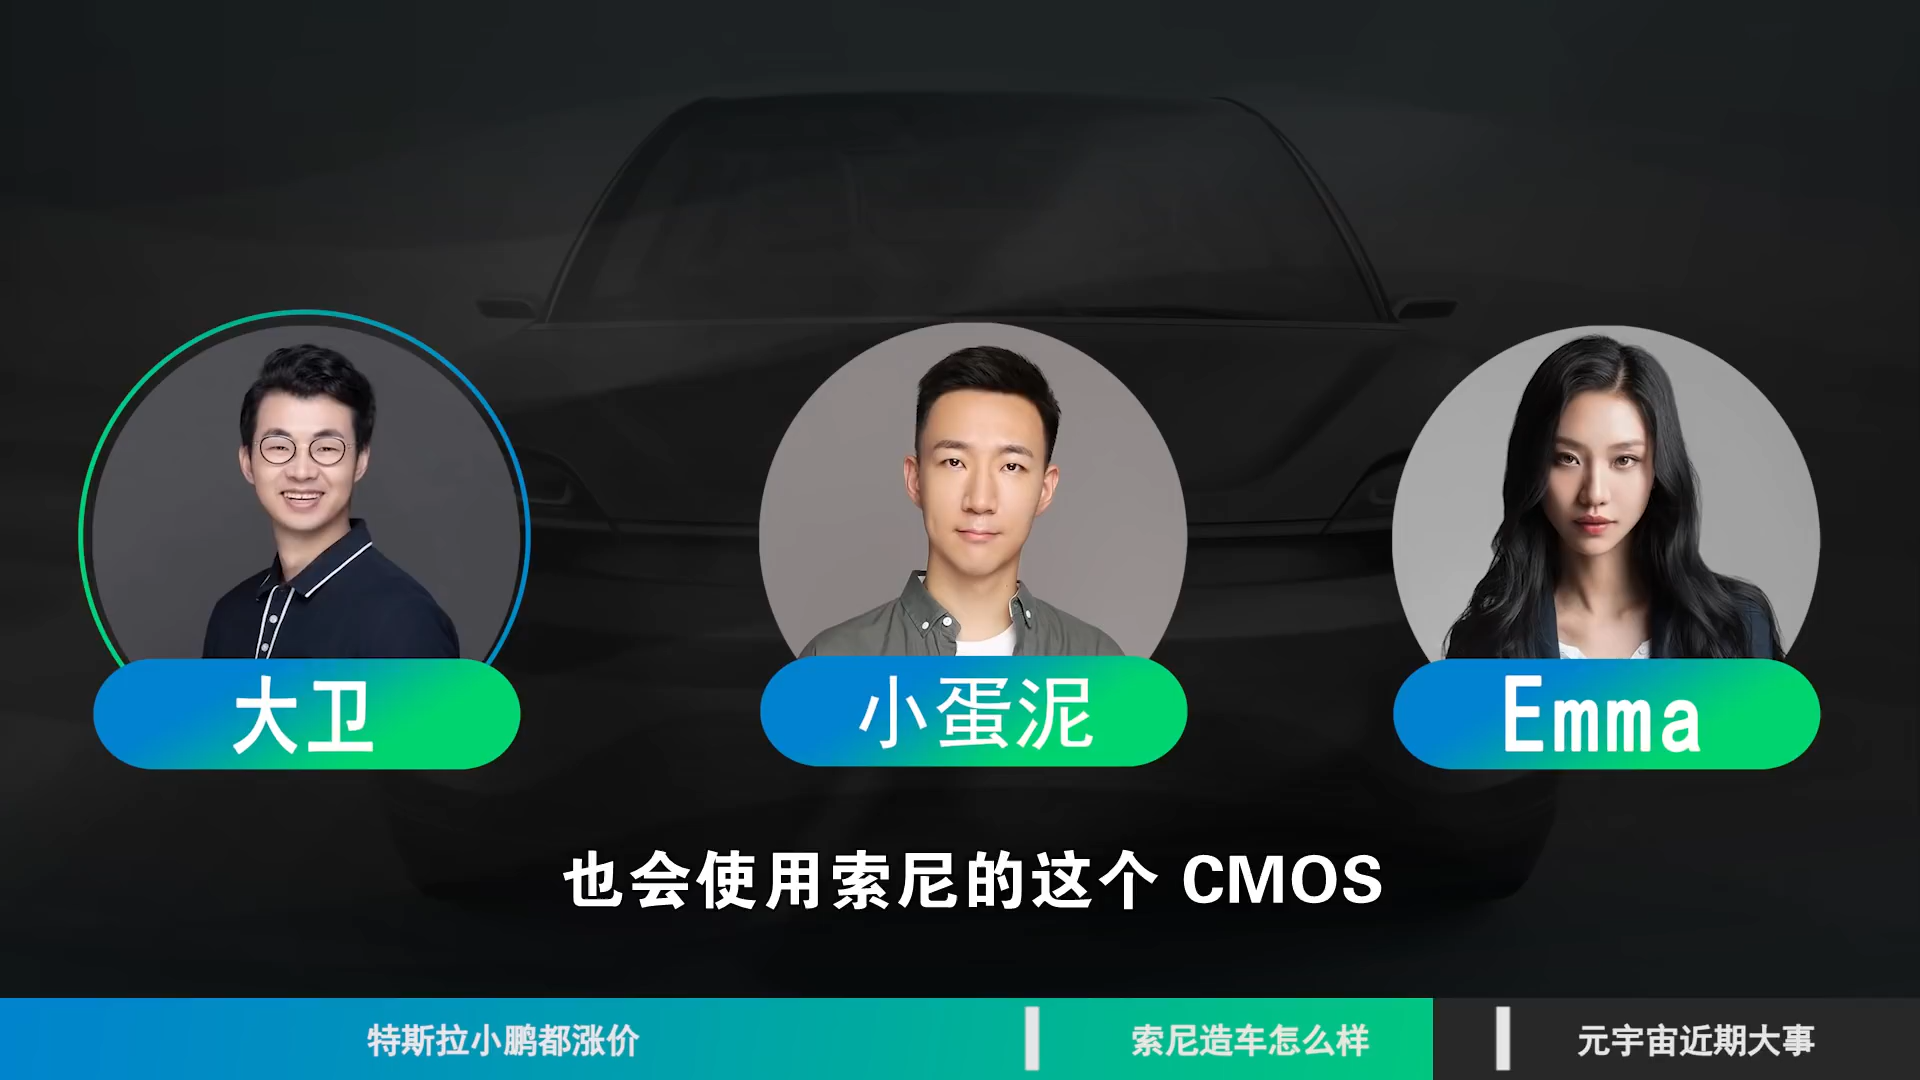 大卫
小蛋泥
Emma
也会使用索尼的这个 CMOS
特斯拉小鹏都涨价
索尼造车怎么样
元宇宙近期大事